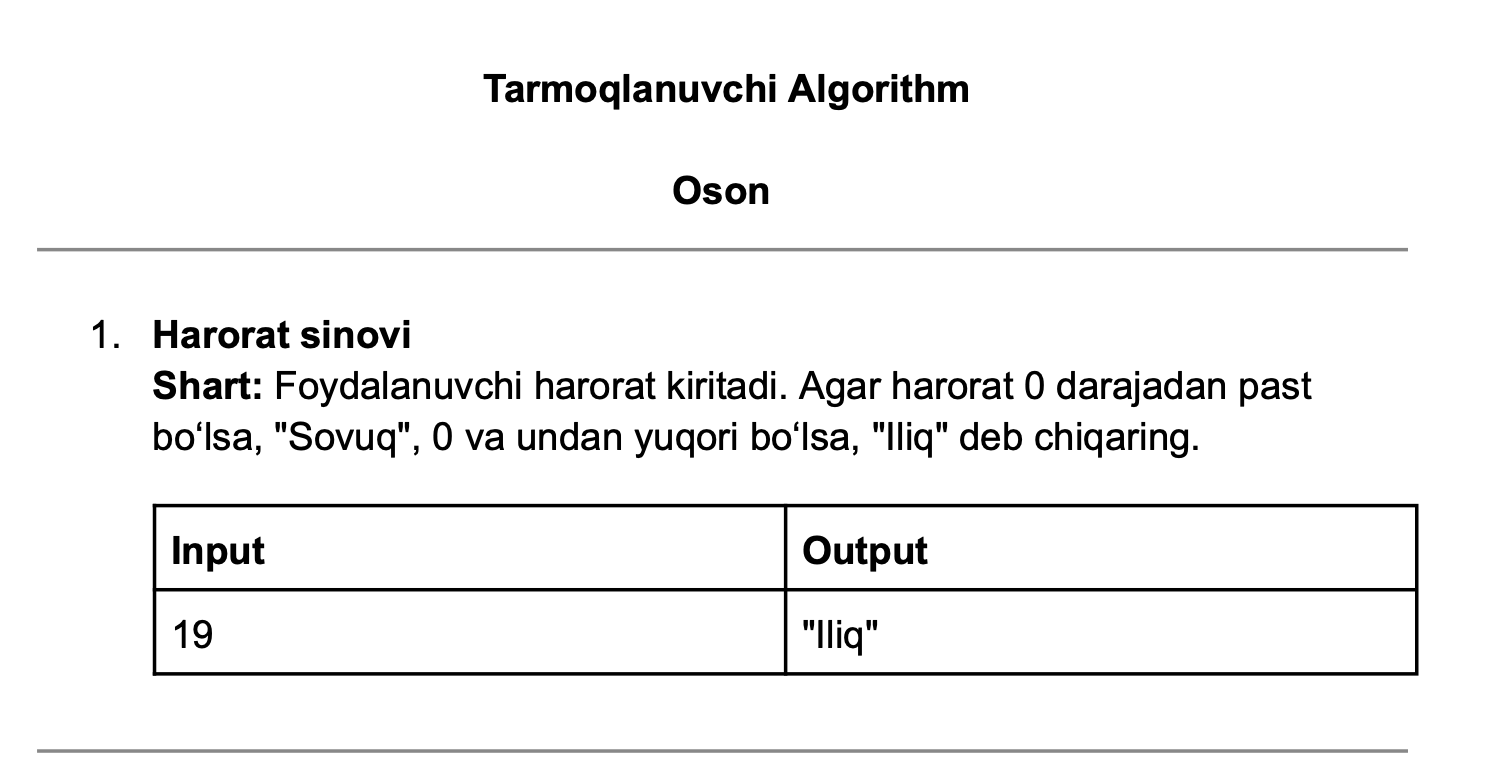 Tarmoqlanuvchi Algorithm
Oson
1. Harorat sinovi
Shart: Foydalanuvchi harorat kiritadi. Agar harorat 0 darajadan past
bo‘lsa, "Sovuq", 0 va undan yuqori bo‘lsa, "Iliq" deb chiqaring.
Input Output
19 "Iliq"